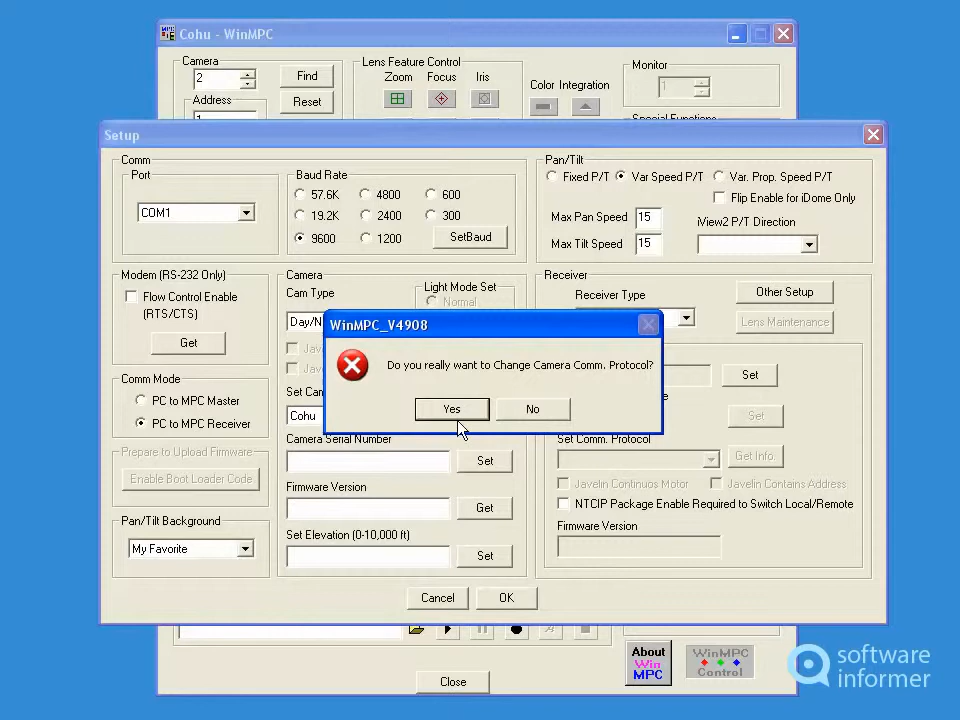 Cohu - WinMPC
Camera
2
Find
Address
Reset
Lens Feature Control
Zoom Focus Iris
Color Integration
Monitor
1
Special Functions
Setup
Comm
Port
COM1
Baud Rate
57.6K 4800 600
19.2K 2400 300
9600 1200 SetBaud
Pan/Tilt
Fixed P/T Var Speed P/T Var. Prop. Speed P/T
Flip Enable for iDome Only
Max Pan Speed 15
iView2 P/T Direction
Max Tilt Speed 15
Modem (RS-232 Only)
Flow Control Enable
(RTS/CTS)
Get
Camera
Cam Type
Light Mode Set
Normal
Day/N
Receiver
Receiver Type
Other Setup
Lens Maintenance
WinMPC_V4908
Do you really want to Change Camera Comm. Protocol?
Yes No
Set
Set
Comm Mode
PC to MPC Master
PC to MPC Receiver
Set Cam
Cohu
Camera Serial Number
Set
Set Comm. Protocol
Get Info.
Prepare to Upload Firmware
Enable Boot Loader Code
Firmware Version
Get
Javelin Continuos Motor Javelin Contains Address
NTCIP Package Enable Required to Switch Local/Remote
Firmware Version
Pan/Tilt Background
My Favorite
Set Elevation (0-10,000 ft)
Set
Cancel OK
Close
About
Win
MPC
WinMPC
Control
software
informer